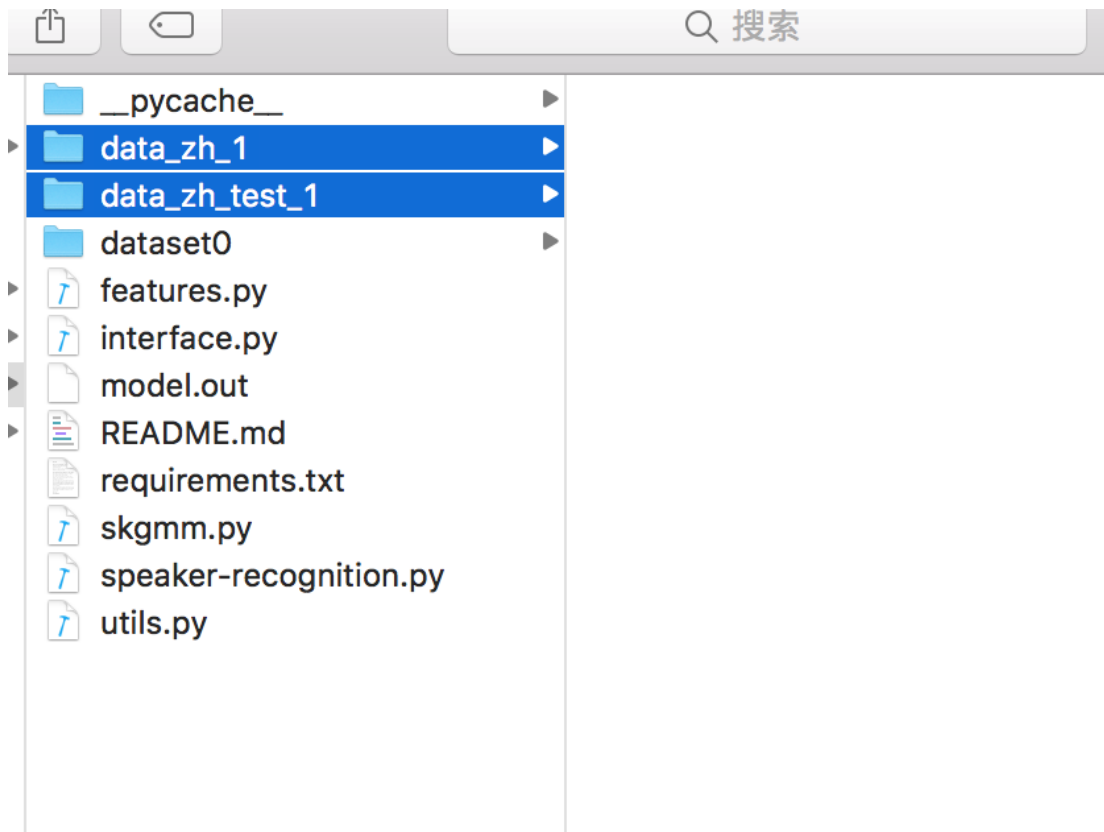 搜索
__pycache__
data_zh_1
data_zh_test_1
dataset0
features.py
interface.py
model.out
README.md
requirements.txt
skgmm.py
speaker-recognition.py
utils.py